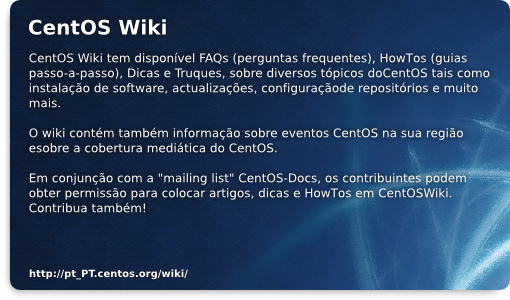 CentOS Wiki
CentOS Wiki tem disponível FAQs (perguntas frequentes), HowTos (guias
passo-a-passo), Dicas e Truques, sobre diversos tópicos doCentOS tais como
instalação de software, actualizações, configuraçãode repositórios e muito
mais.
O wiki contém também informação sobre eventos CentOS na sua região
esobre a cobertura mediática do CentOS.
Em conjunção com a "mailing list" CentOS-Docs, os contribuintes podem
obter permissão para colocar artigos, dicas e HowTos em CentOSWiki.
Contribua também!
http://pt_PT.centos.org/wiki/